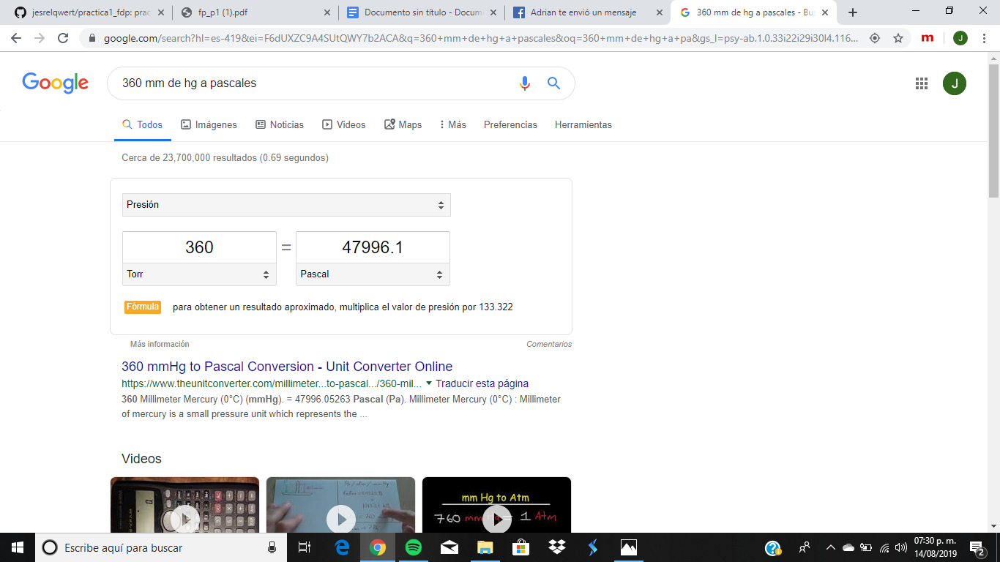 jesrelqwert/practica1_fdp: prac
fp_p1 (1).pdf
Documento sin título - Docum
Adrian te envió un mensaje
360 mm de hg a pascales - Bus
google.com/search?hl=es-419&ei=F6dUXZC9A4SUtQWY7b2ACA&q=360+mm+de+hg+a+pascales&oq=360+mm+de+hg+a+pa&gs_l=psy-ab.1.0.33i22i29i30l4.116...
m
J
Google
360 mm de hg a pascales
J
Todos
Imágenes
Noticias
Videos
Maps
Más
Preferencias
Herramientas
Cerca de 23,700,000 resultados (0.69 segundos)
Presión
360 = 47996.1
Torr
Pascal
Fórmula para obtener un resultado aproximado, multiplica el valor de presión por 133.322
Más información
Comentarios
360 mmHg to Pascal Conversion - Unit Converter Online
https://www.theunitconverter.com/millimeter...to-pascal.../360-mil... Traducir esta página
360 Millimeter Mercury (0°C) (mmHg). = 47996.05263 Pascal (Pa). Millimeter Mercury (0°C) : Millimeter
of mercury is a small pressure unit which represents the ...
Videos
mm Hg to Atm
760 = 1 Atm
Escribe aquí para buscar
07:30 p. m.
14/08/2019
2